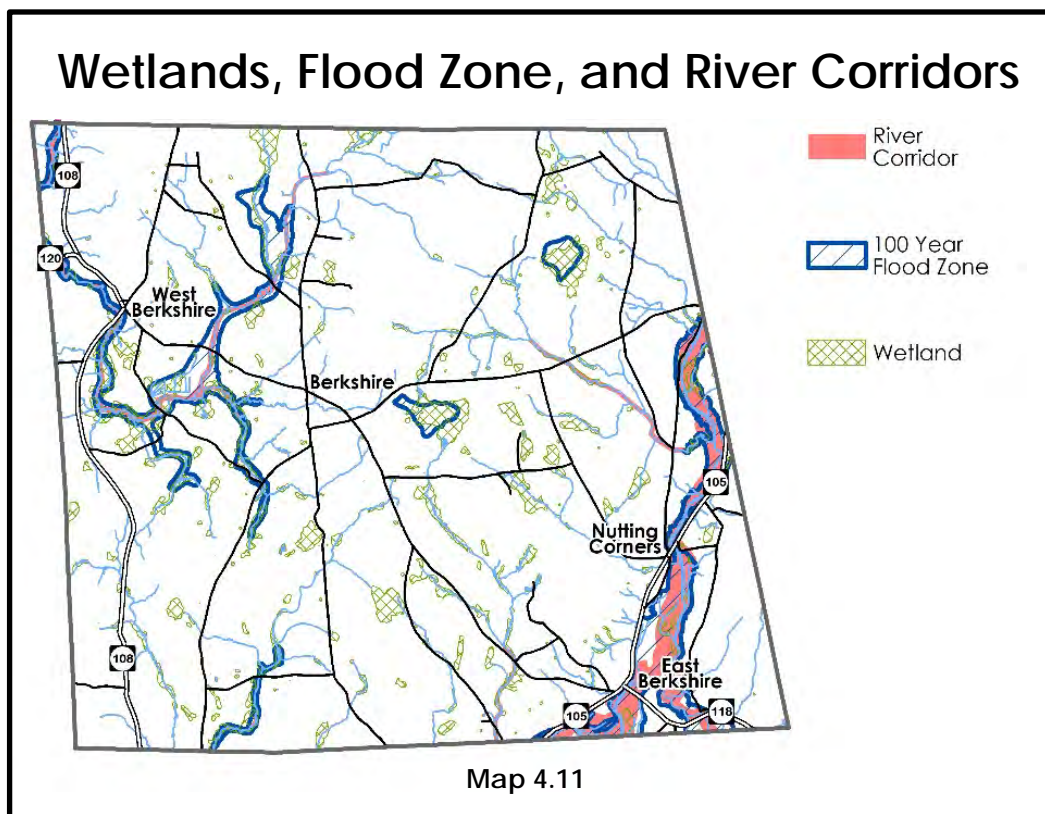 Wetlands, Flood Zone, and River Corridors
River
Corridor
100 Year
Flood Zone
Wetland
108
120
West
Berkshire
Berkshire
105
Nutting
Corners
108
East
Berkshire
105
118
Map 4.11